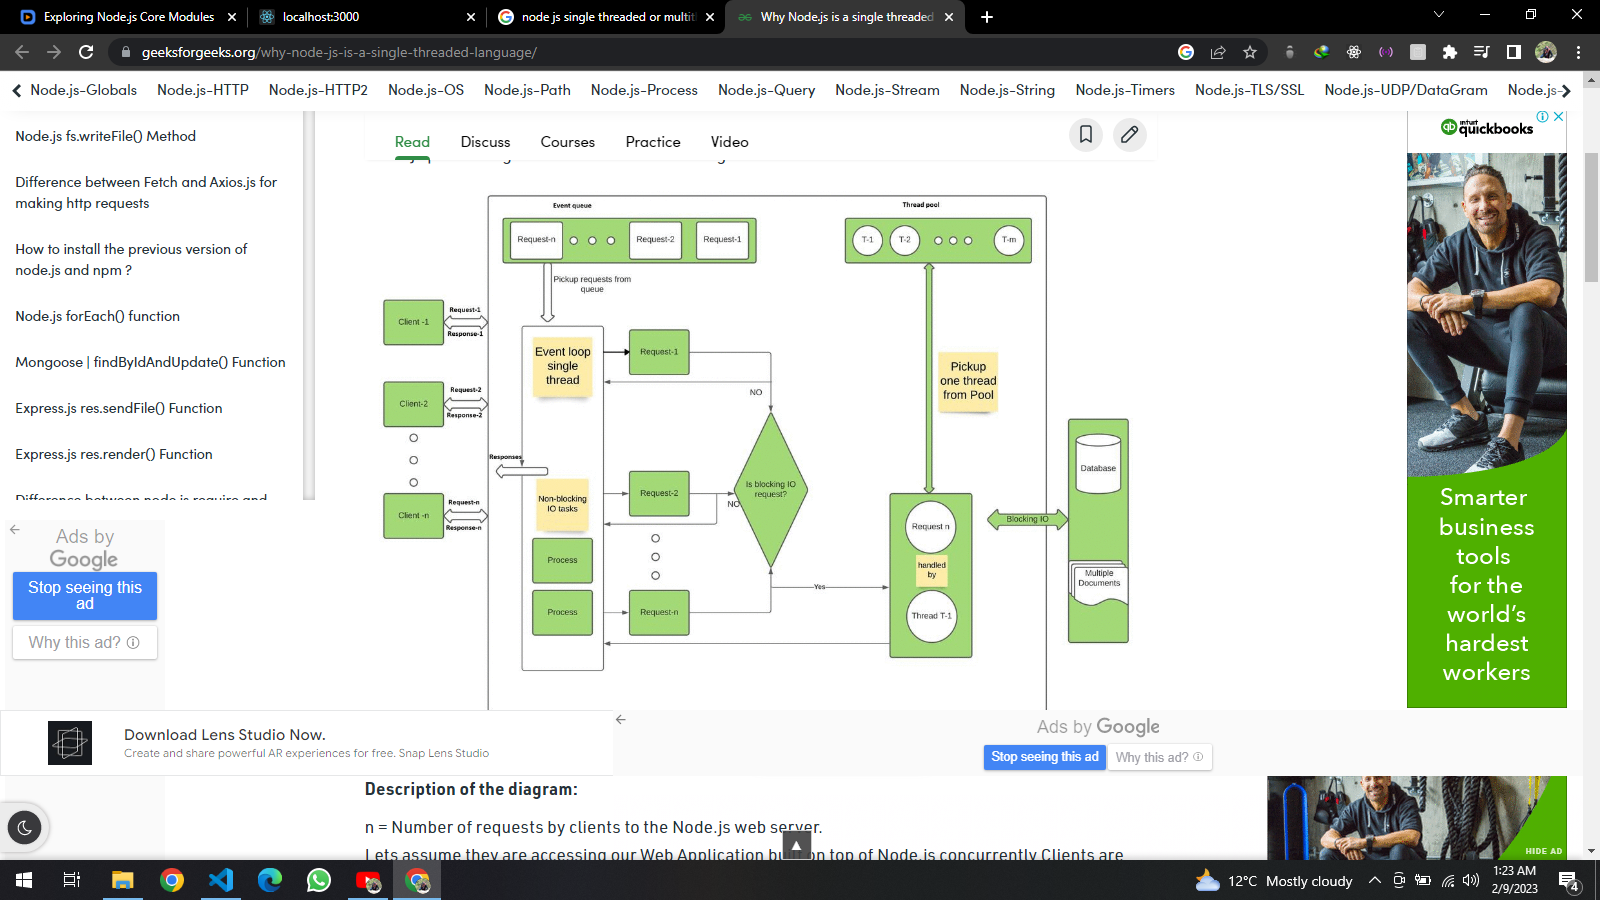 Exploring Node.js Core Modules
localhost:3000
node js single threaded or multit
Why Node.js is a single threaded
geeksforgeeks.org/why-node-js-is-a-single-threaded-language/
Node.js-Globals Node.js-HTTP Node.js-HTTP2 Node.js-OS Node.js-Path Node.js-Process Node.js-Query Node.js-Stream Node.js-String Node.js-Timers Node.js-TLS/SSL Node.js-UDP/DataGram Node.js-
Node.js fs.writeFile() Method
Difference between Fetch and Axios.js for
making http requests
How to install the previous version of
node.js and npm ?
Node.js forEach() function
Mongoose | findByIdAndUpdate() Function
Express.js res.sendFile() Function
Express.js res.render() Function
Difference between node.js require and
Read Discuss Courses Practice Video
Event queue
Request-n Request-2 Request-1
Thread pool
T-1 T-2 T-m
Pickup requests from
queue
Client -1
Request-1
Response-1
Client-2
Request-2
Response-2
Client -n
Request-n
Response-n
Event loop
single
thread
Request-1
NO
Responses
Non-blocking
IO tasks
Request-2
NO
Is blocking IO
request?
Process
Process
Request-n
Yes
Pickup
one thread
from Pool
Request n
handled
by
Thread T-1
Blocking IO
Database
Multiple
Documents
intuit
quickbooks
Smarter
business
tools
for the
world's
hardest
workers
Ads by
Google
Stop seeing this
ad
Why this ad?
Download Lens Studio Now.
Create and share powerful AR experiences for free. Snap Lens Studio
Ads by Google
Stop seeing this ad
Why this ad?
Description of the diagram:
n = Number of requests by clients to the Node.js web server.
Lets assume they are accessing our Web Application built on top of Node.js concurrently Clients are
HIDE AD
12°C Mostly cloudy
1:23 AM
2/9/2023
4